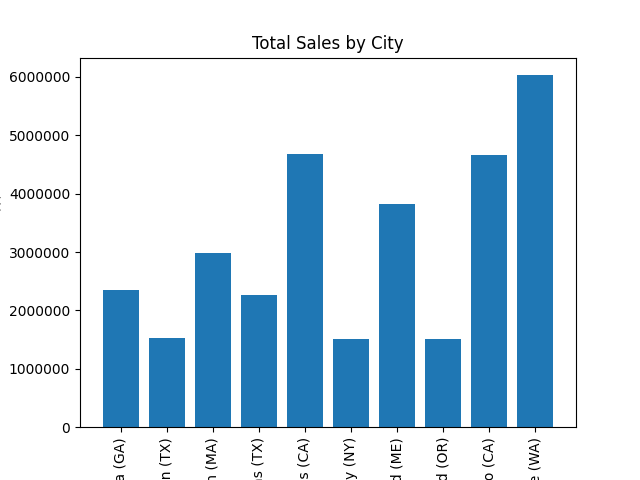 Total Sales by City
6000000
5000000
4000000
3000000
2000000
1000000
0
a (GA)
n (TX)
n (MA)
s (TX)
s (CA)
y (NY)
d (ME)
d (OR)
o (CA)
e (WA)